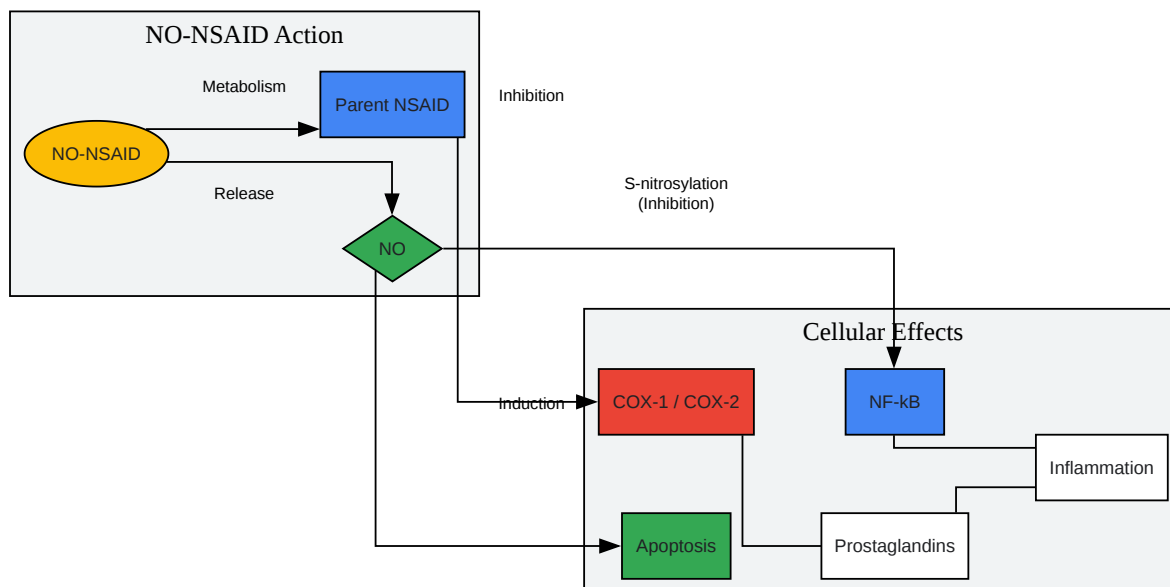 NO-NSAID Action
Metabolism
Parent NSAID
Inhibition
NO-NSAID
Release
S-nitrosylation
(Inhibition)
NO
Cellular Effects
Induction
COX-1 / COX-2
NF-kB
Inflammation
Apoptosis
Prostaglandins